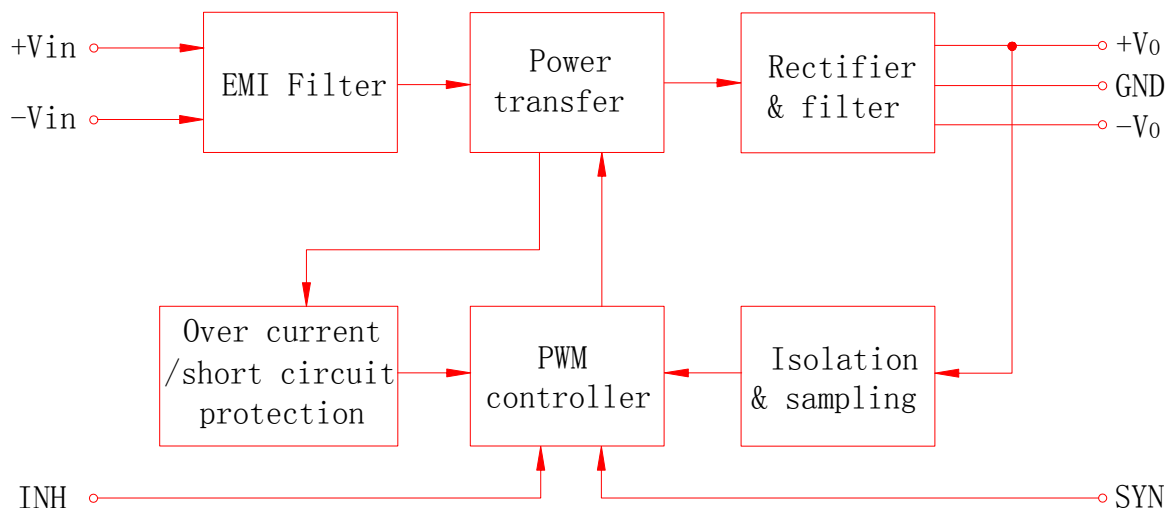 +Vin
-Vin
EMI Filter
Power
transfer
Rectifier
& filter
+V0
GND
-V0
Over current
/short circuit
protection
PWM
controller
Isolation
& sampling
INH
SYN